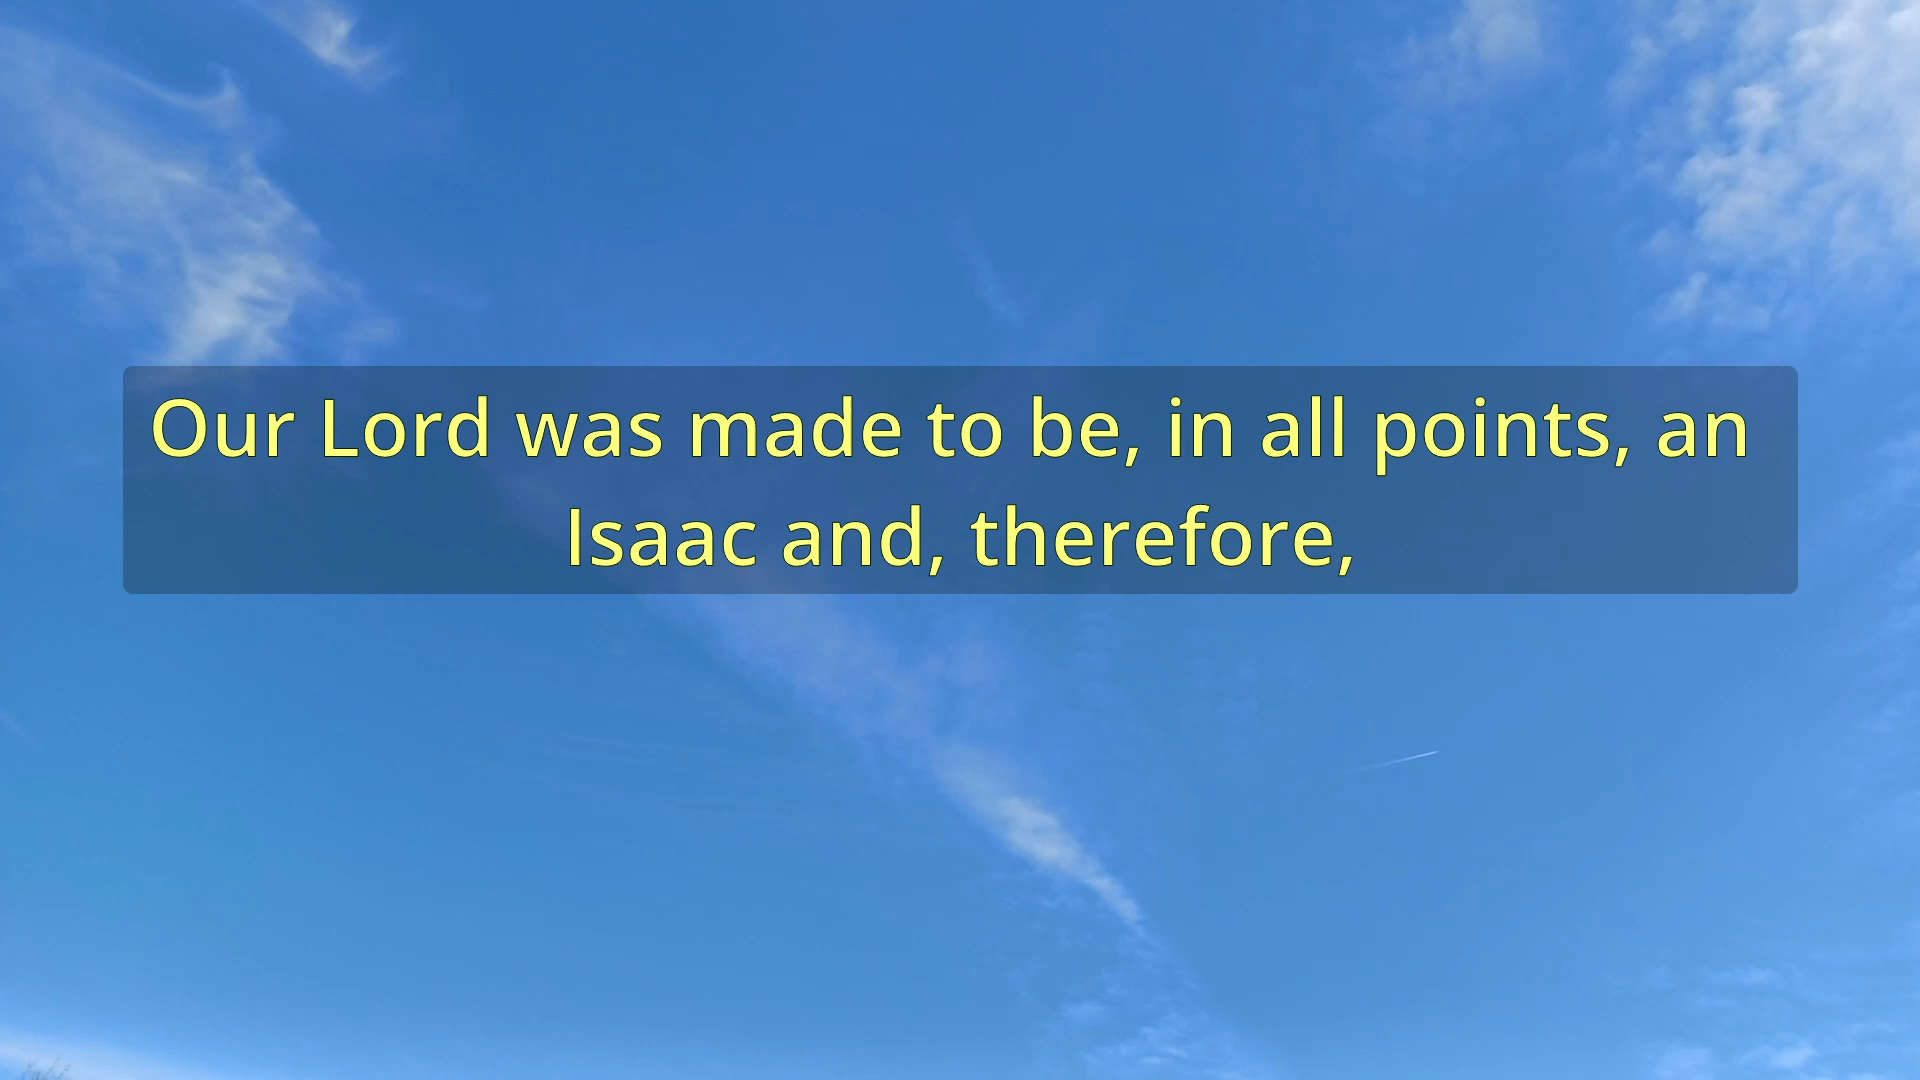 Our Lord was made to be, in all points, an
Isaac and, therefore,